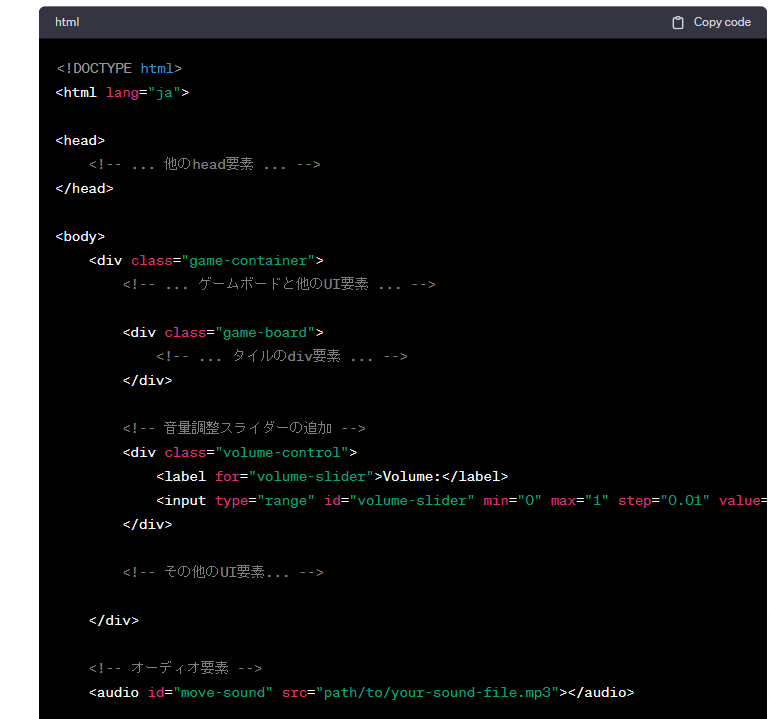 html Copy code
<!DOCTYPE html>
<html lang="ja">
<head>
<!-- ... 他のhead要素 ... -->
</head>
<body>
<div class="game-container">
<!-- ... ゲームボードと他のUI要素 ... -->
<div class="game-board">
<!-- ... タイルのdiv要素 ... -->
</div>
<!-- 音量調整スライダーの追加 -->
<div class="volume-control">
<label for="volume-slider">Volume:</label>
<input type="range" id="volume-slider" min="0" max="1" step="0.01" value=
</div>
<!-- その他のUI要素... -->
</div>
<!-- オーディオ要素 -->
<audio id="move-sound" src="path/to/your-sound-file.mp3"></audio>